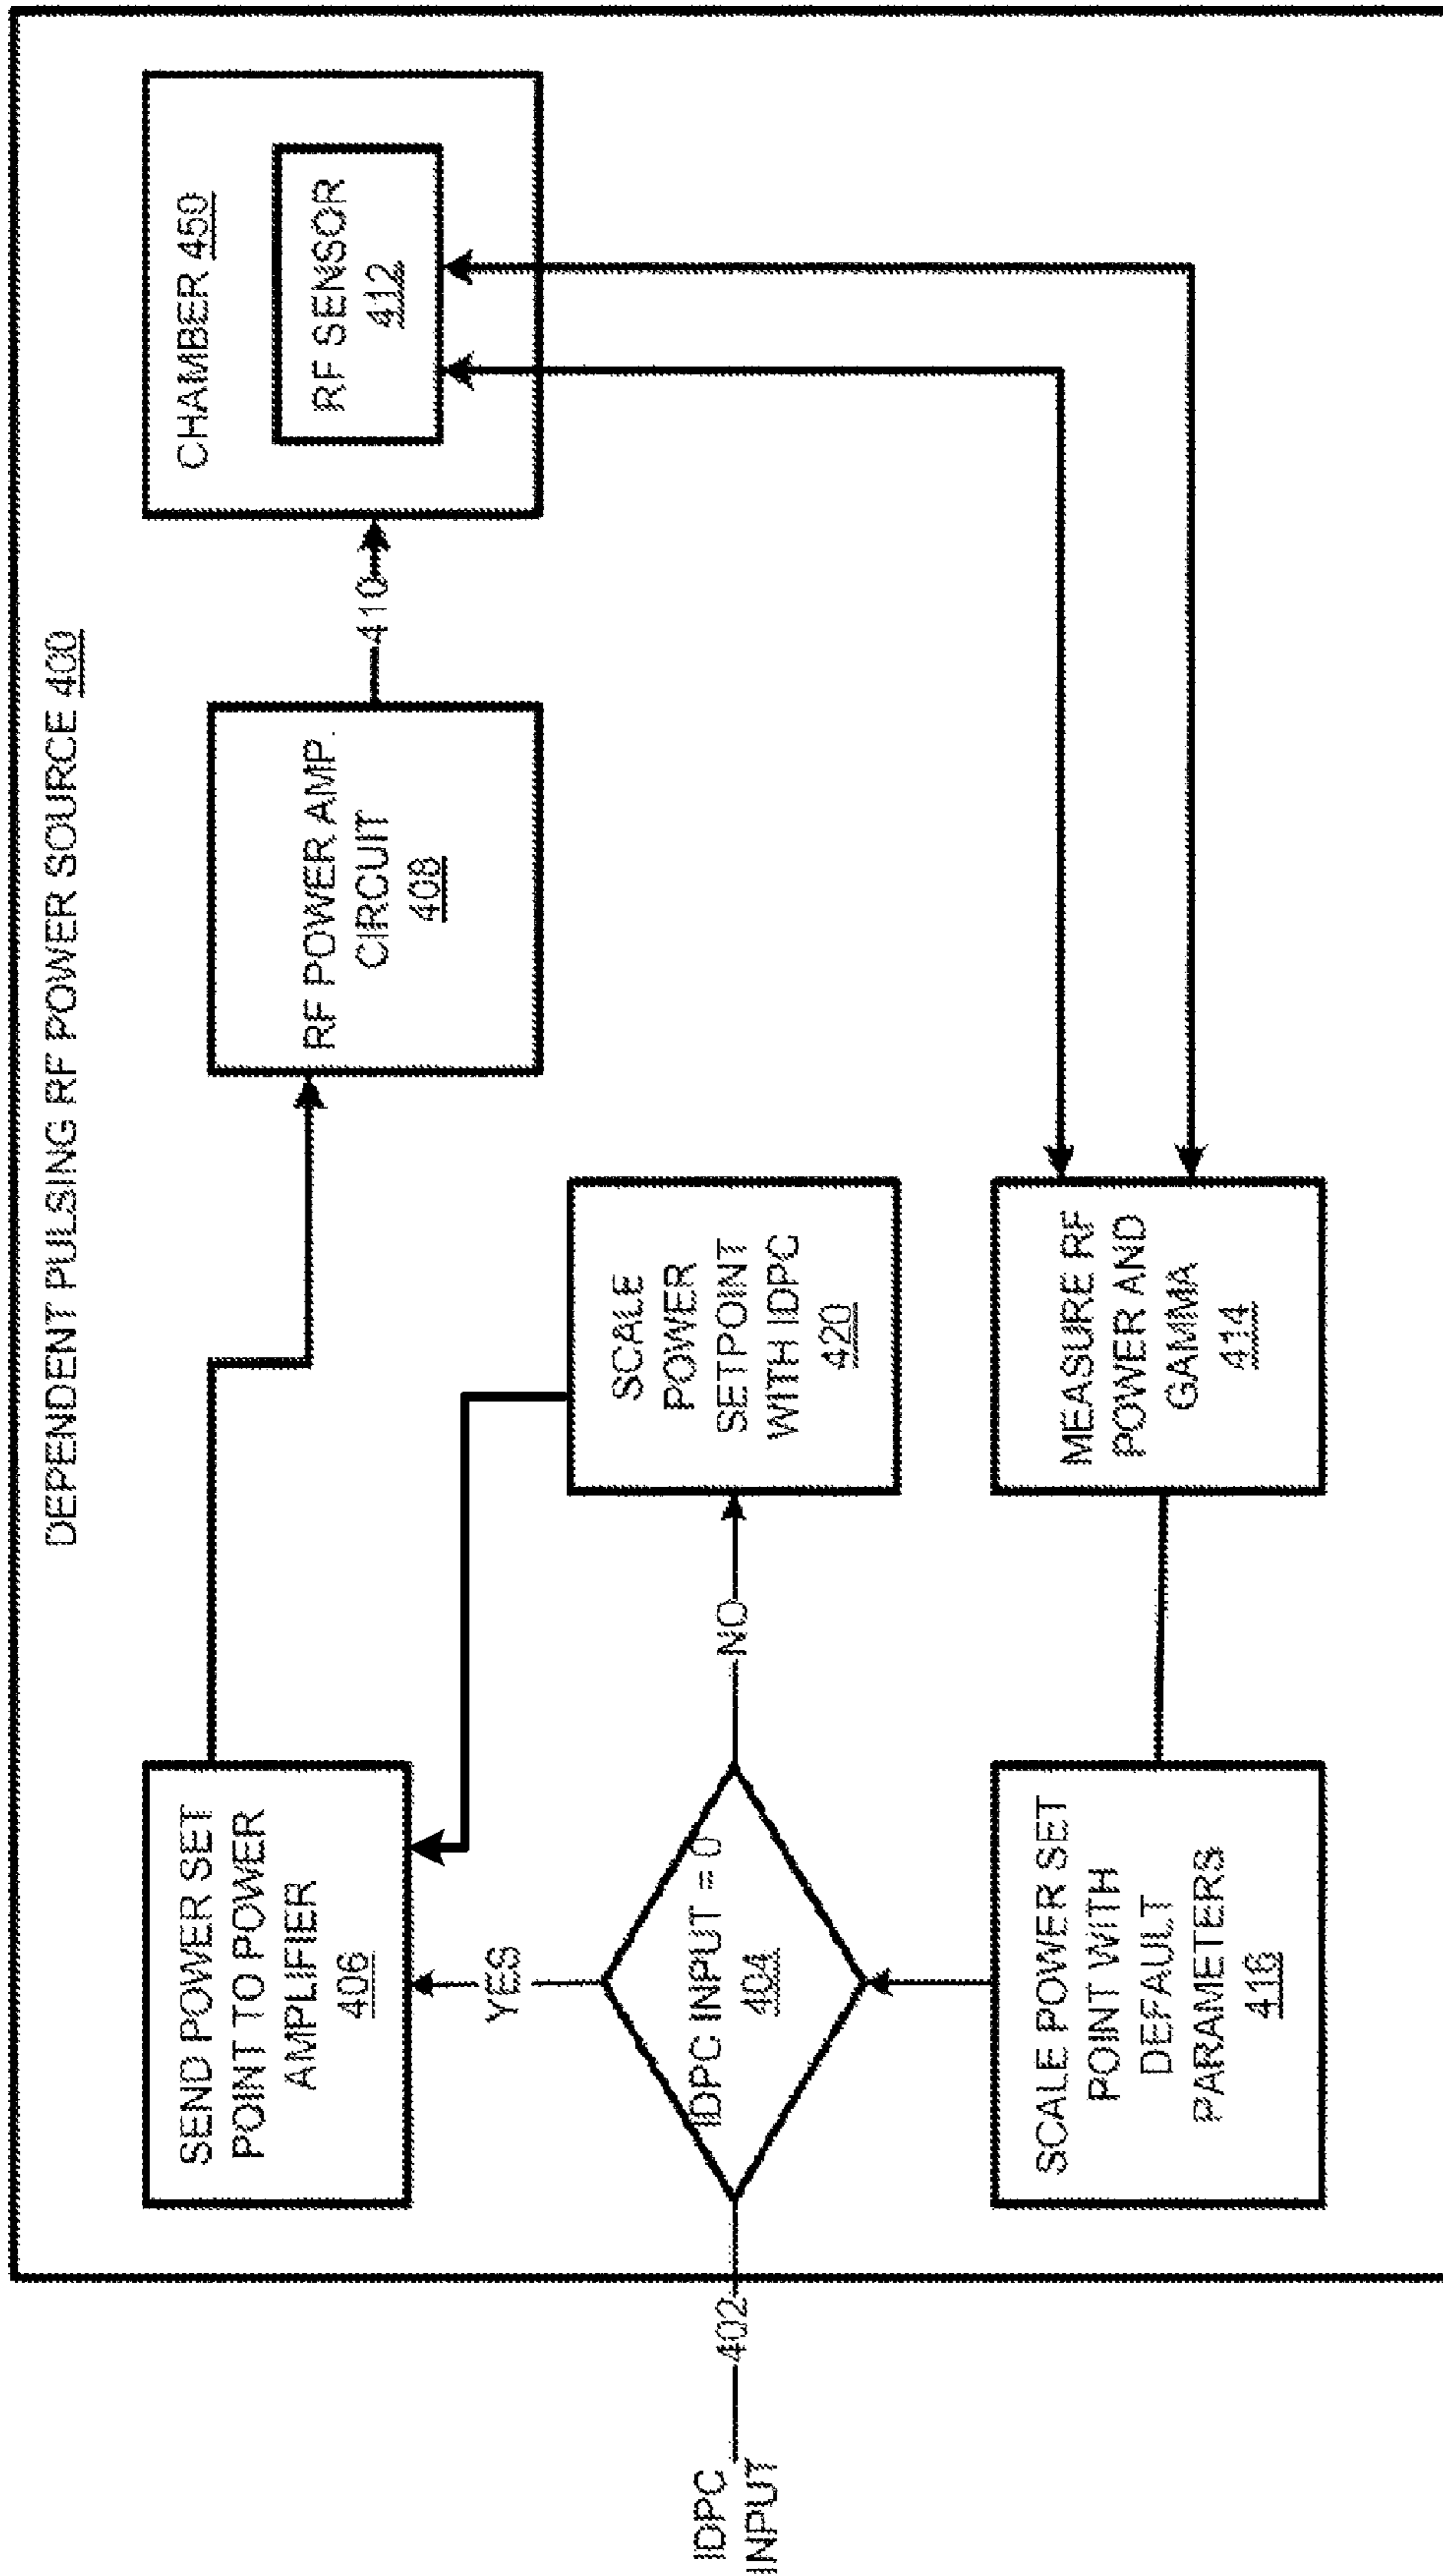 DEPENDENT PULSING RF POWER SOURCE 400
SEND POWER SET
POINT TO POWER
AMPLIFIER
406
RF POWER AMP.
CIRCUIT
408
410
CHAMBER 450
RF SENSOR
412
YES
SCALE
POWER
SETPOINT
WITH IDPC
420
IDPC
INPUT
402
IDPC INPUT = 0
404
NO
SCALE POWER SET
POINT WITH
DEFAULT
PARAMETERS
416
MEASURE RF
POWER AND
GAMMA
414